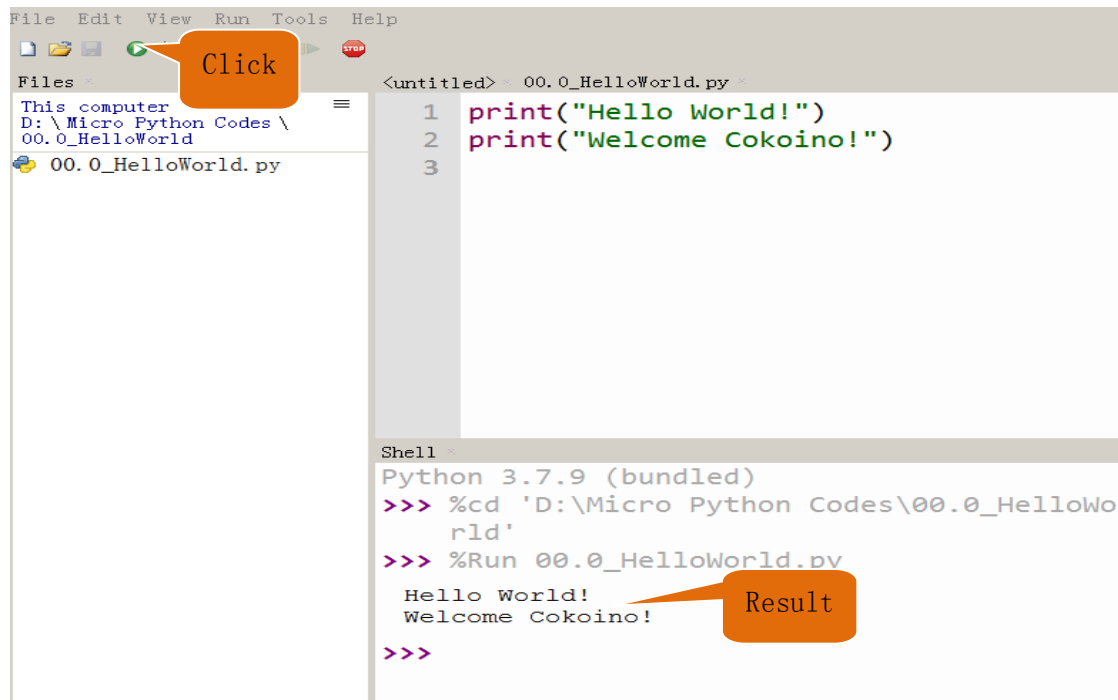 File Edit View Run Tools Help
STOP
Click
Files
This computer
D: \ Micro Python Codes \
00.0_HelloWorld
00.0_HelloWorld.py
<untitled> 00.0_HelloWorld.py
1 print("Hello World!")
2 print("Welcome Cokoino!")
3
Shell
Python 3.7.9 (bundled)
>>> %cd 'D:\Micro Python Codes\00.0_HelloWo
rld'
>>> %Run 00.0_HelloWorld.py
Hello World!
Welcome Cokoino!
Result
>>>